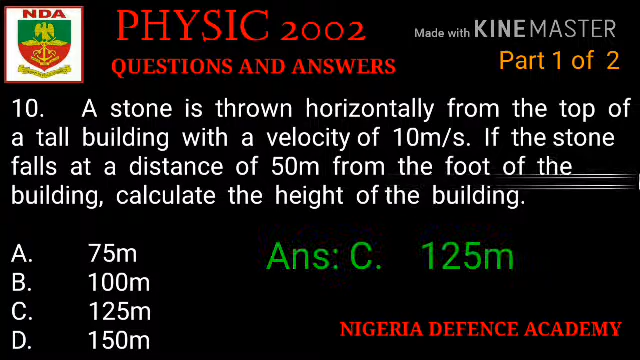 NDA
PHYSIC 2002
Made with KINEMASTER
QUESTIONS AND ANSWERS
Part 1 of 2
10. A stone is thrown horizontally from the top of
a tall building with a velocity of 10m/s. If the stone
falls at a distance of 50m from the foot of the
building, calculate the height of the building.
A. 75m
B. 100m
C. 125m
D. 150m
Ans: C. 125m
NIGERIA DEFENCE ACADEMY